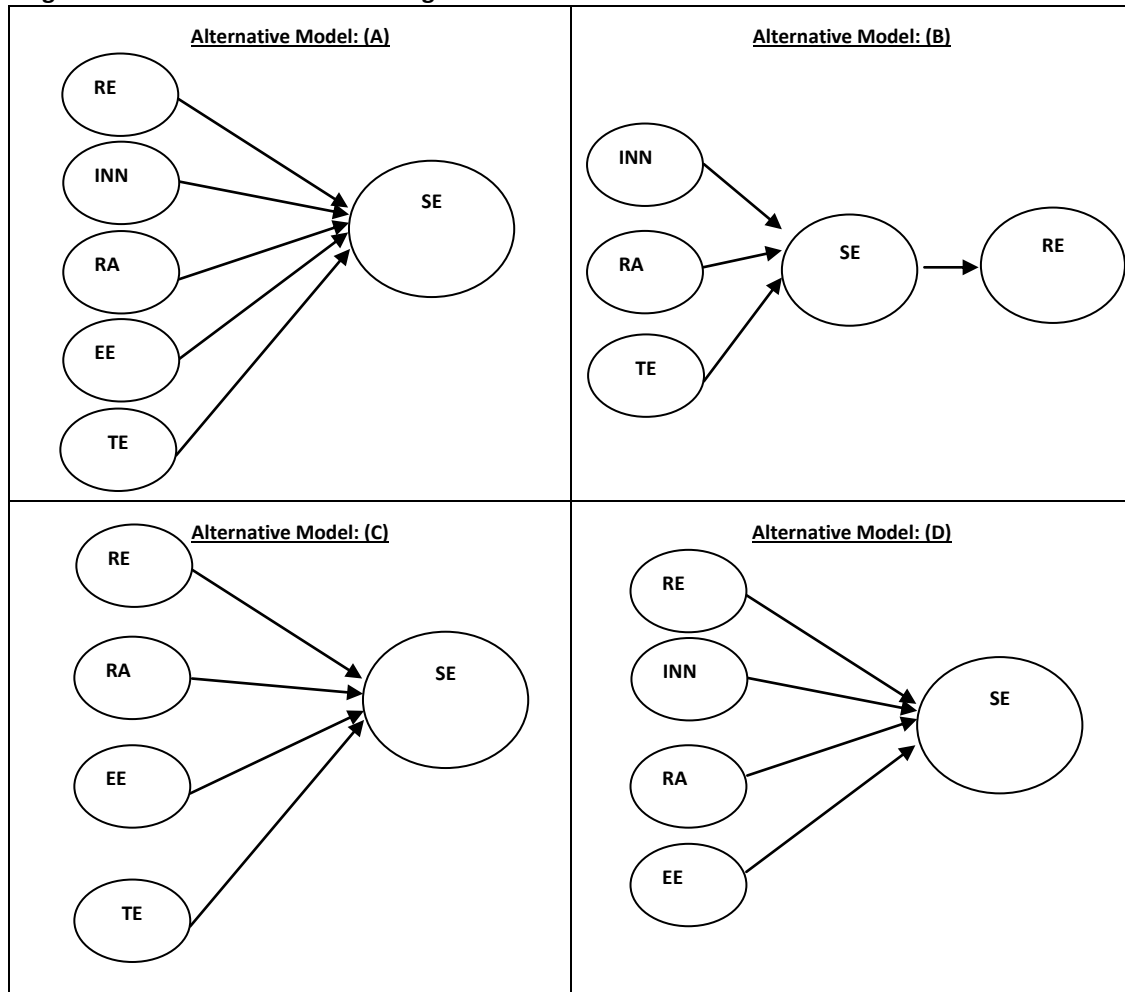 Alternative Model: (A)
RE
INN
RA
EE
TE
SE
Alternative Model: (B)
INN
RA
TE
SE
RE
Alternative Model: (C)
RE
RA
EE
TE
SE
Alternative Model: (D)
RE
INN
RA
EE
SE